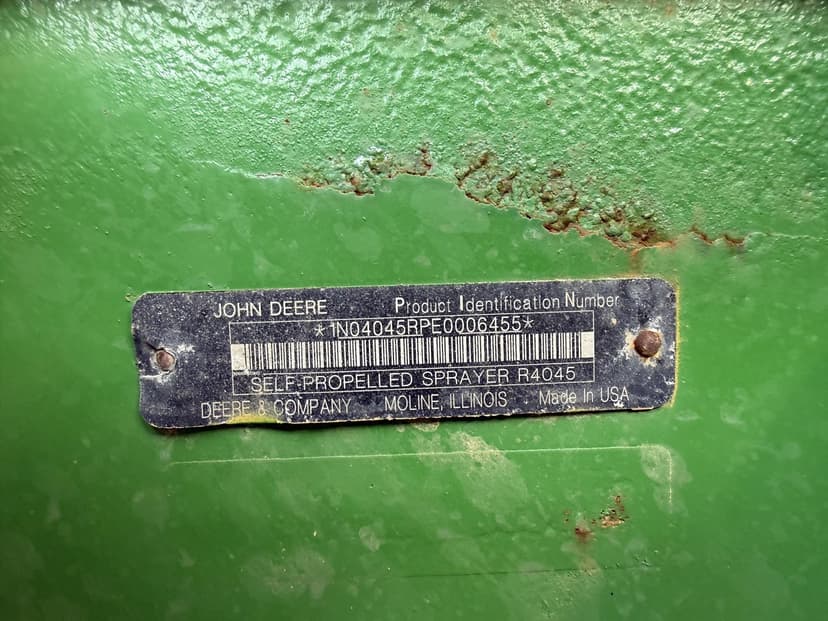 JOHN DEERE Product Identification Number
*1N04045RPE0006455*
SELF-PROPELLED SPRAYER R4045
DEERE & COMPANY MOLINE, ILLINOIS Made In USA